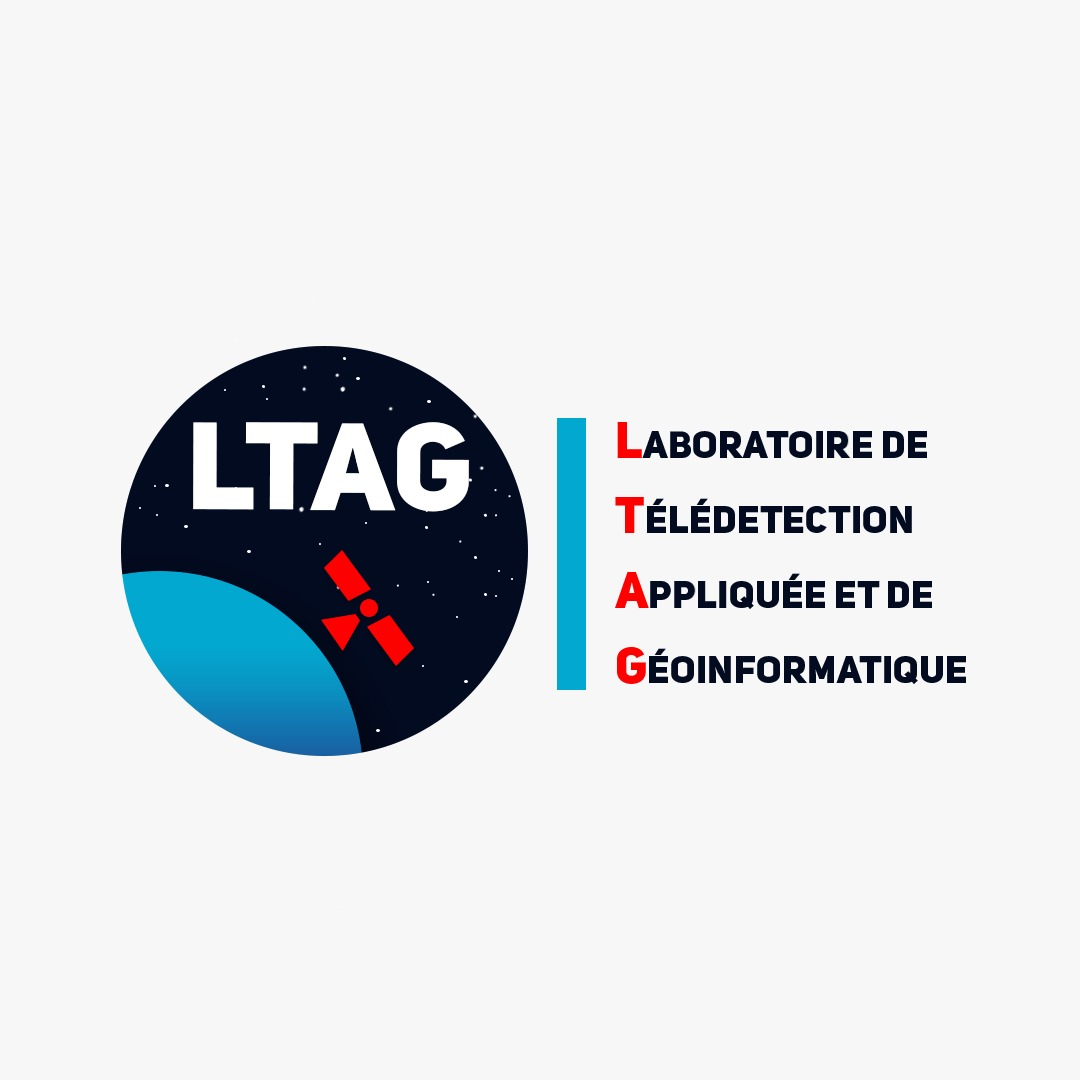 LTAG
LABORATOIRE DE
TÉLÉDETECTION
APPLIQUÉE ET DE
GÉOINFORMATIQUE